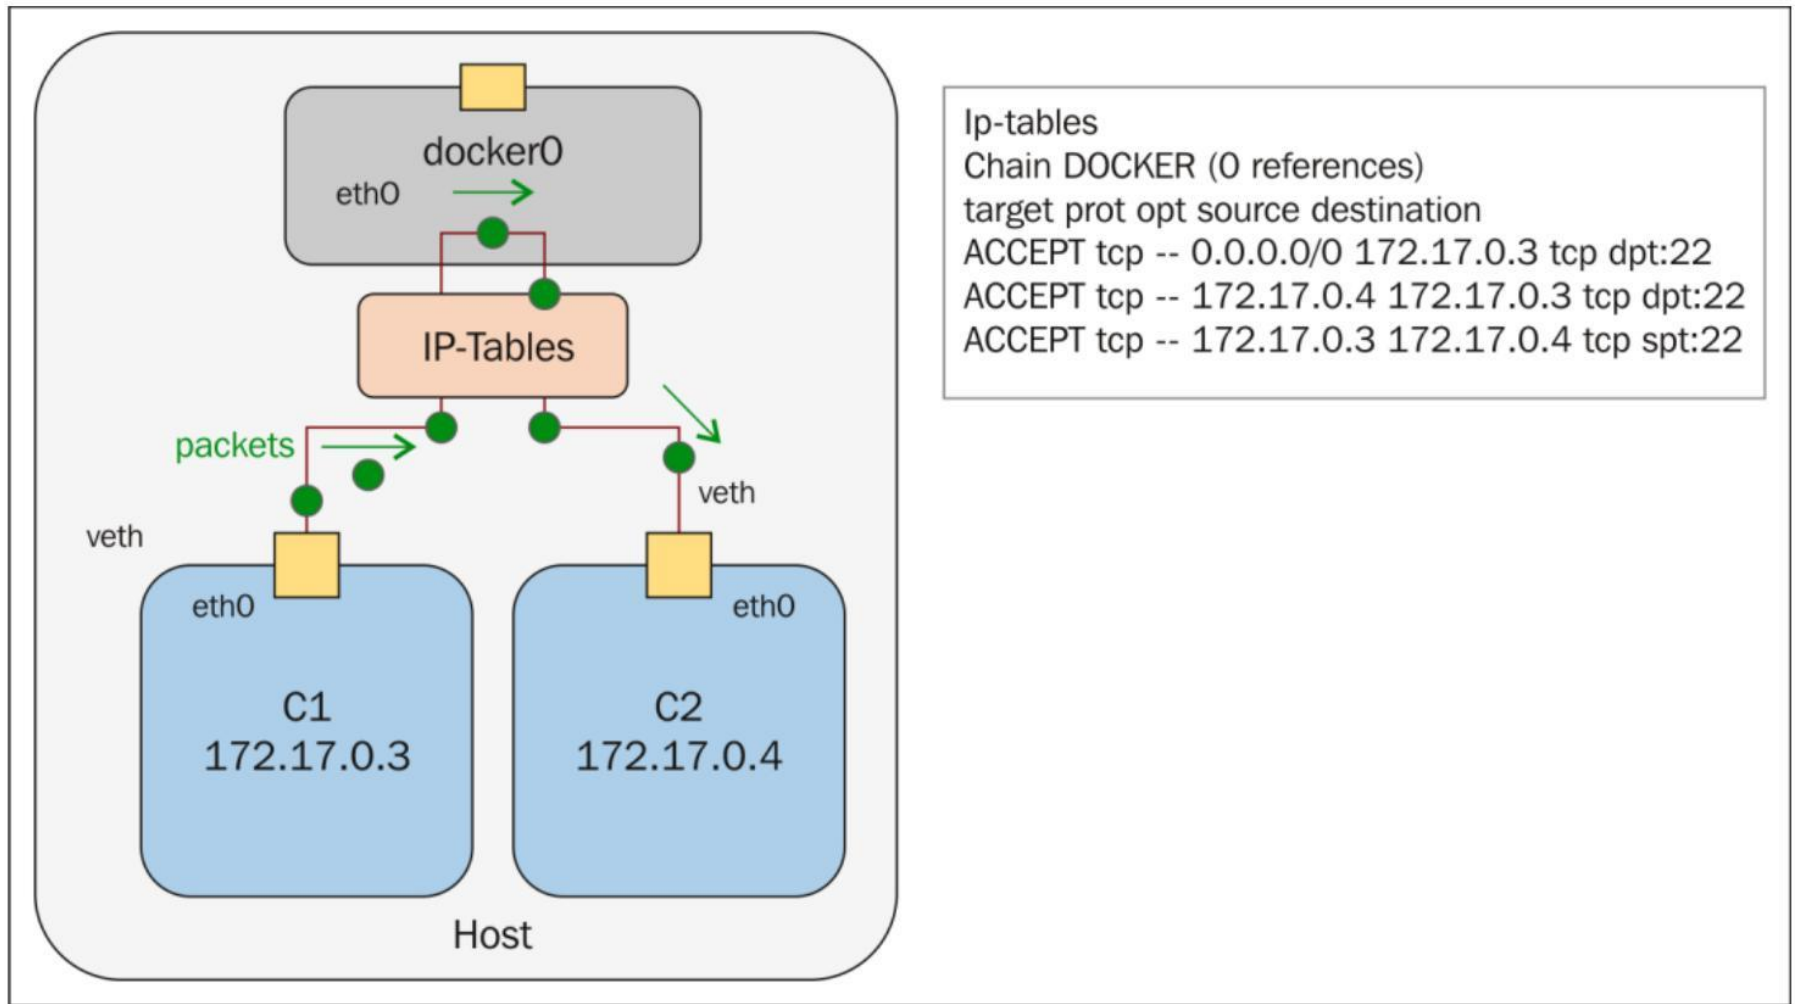 docker0
eth0
IP-Tables
packets
veth
veth
eth0
eth0
C1
172.17.0.3
C2
172.17.0.4
Host
Ip-tables
Chain DOCKER (0 references)
target prot opt source destination
ACCEPT tcp -- 0.0.0.0/0 172.17.0.3 tcp dpt:22
ACCEPT tcp -- 172.17.0.4 172.17.0.3 tcp dpt:22
ACCEPT tcp -- 172.17.0.3 172.17.0.4 tcp spt:22